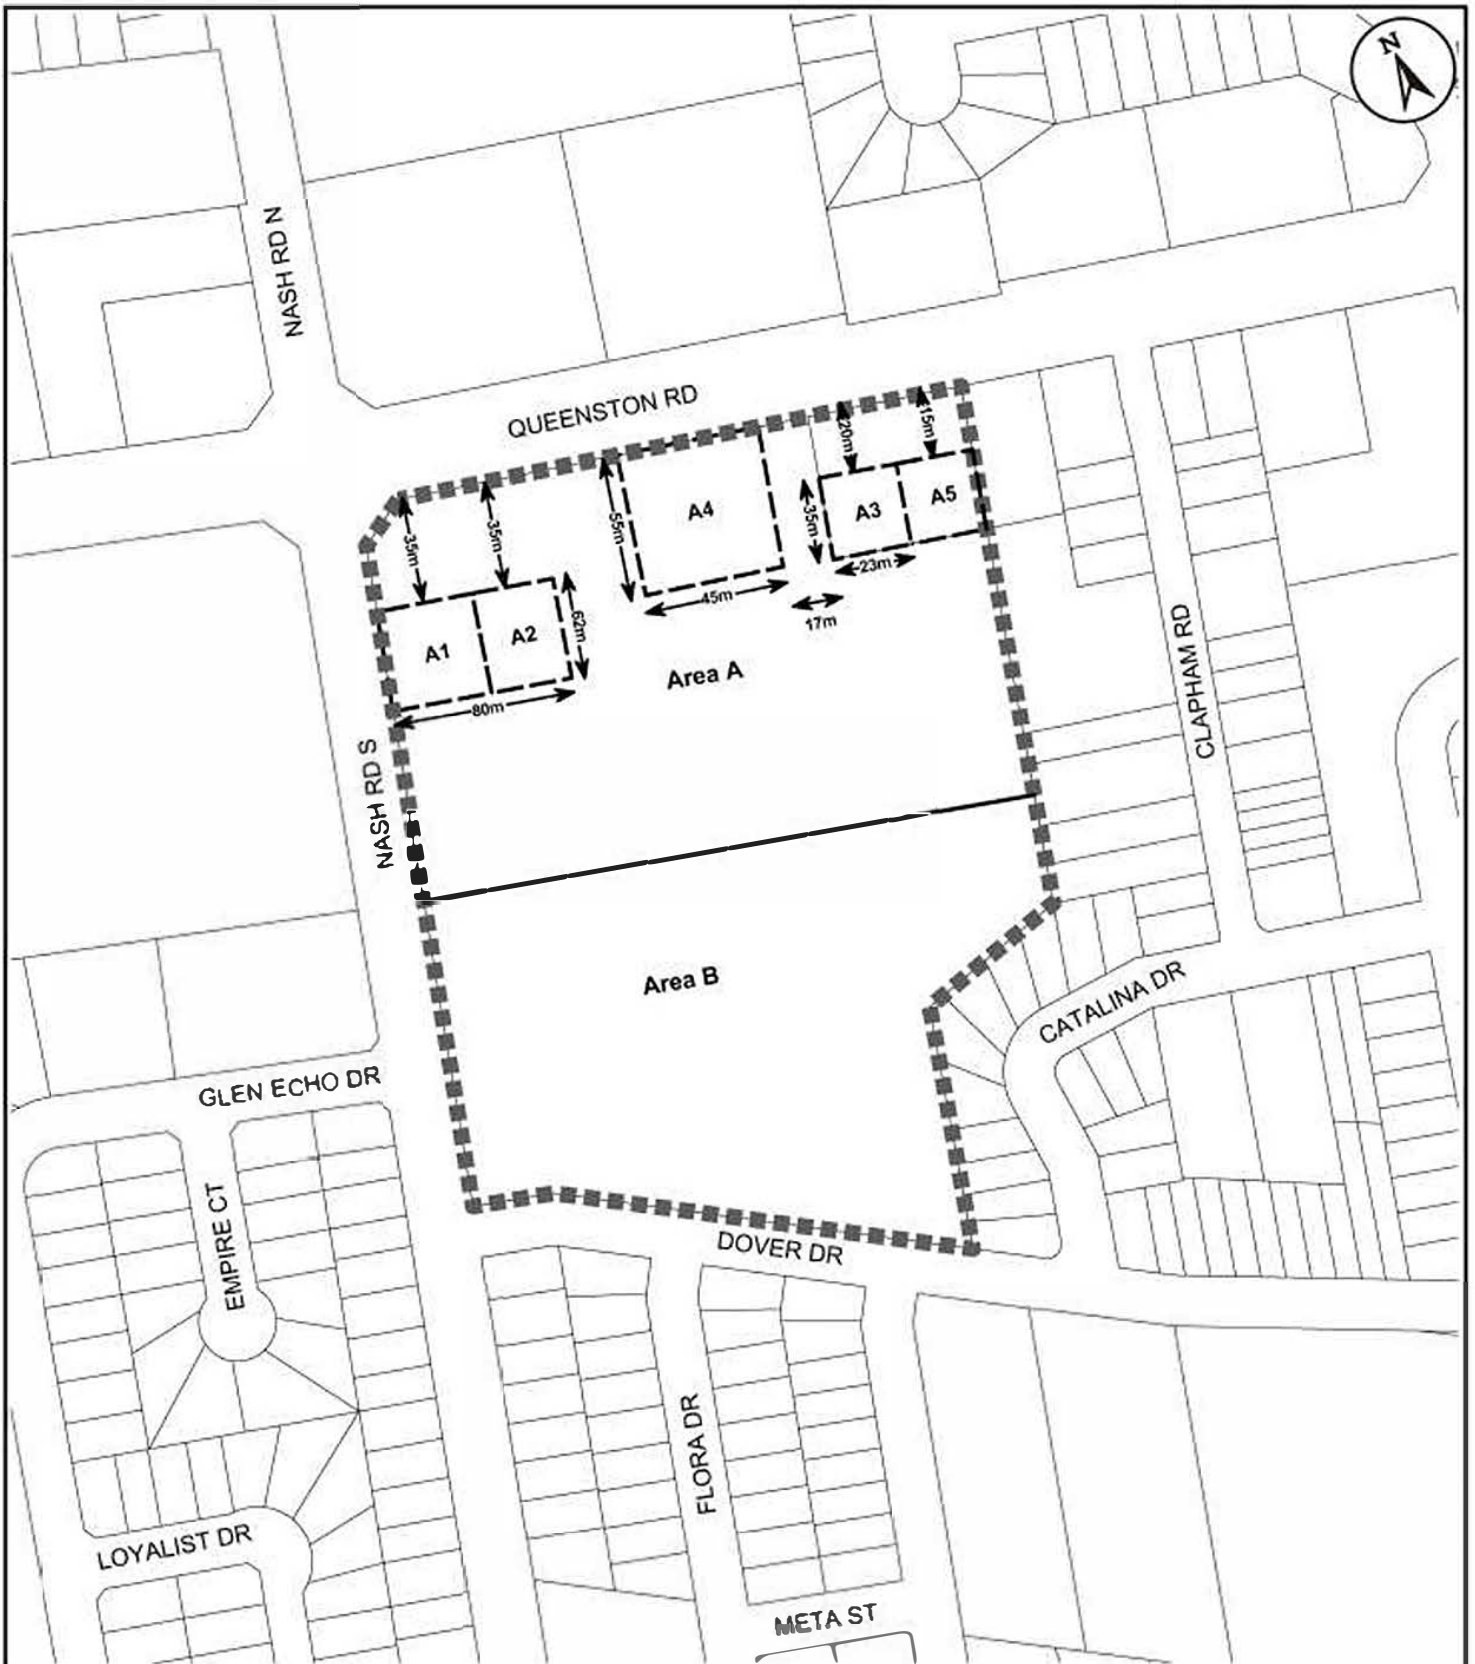 N
NASH RD N
QUEENSTON RD
20m
15m
35m
35m
55m
A4
35m
A3
A5
23m
45m
17m
A1
A2
62m
80m
Area A
CLAPHAM RD
NASH RD S
Area B
CATALINA DR
GLEN ECHO DR
EMPIRE CT
DOVER DR
FLORA DR
LOYALIST DR
META ST